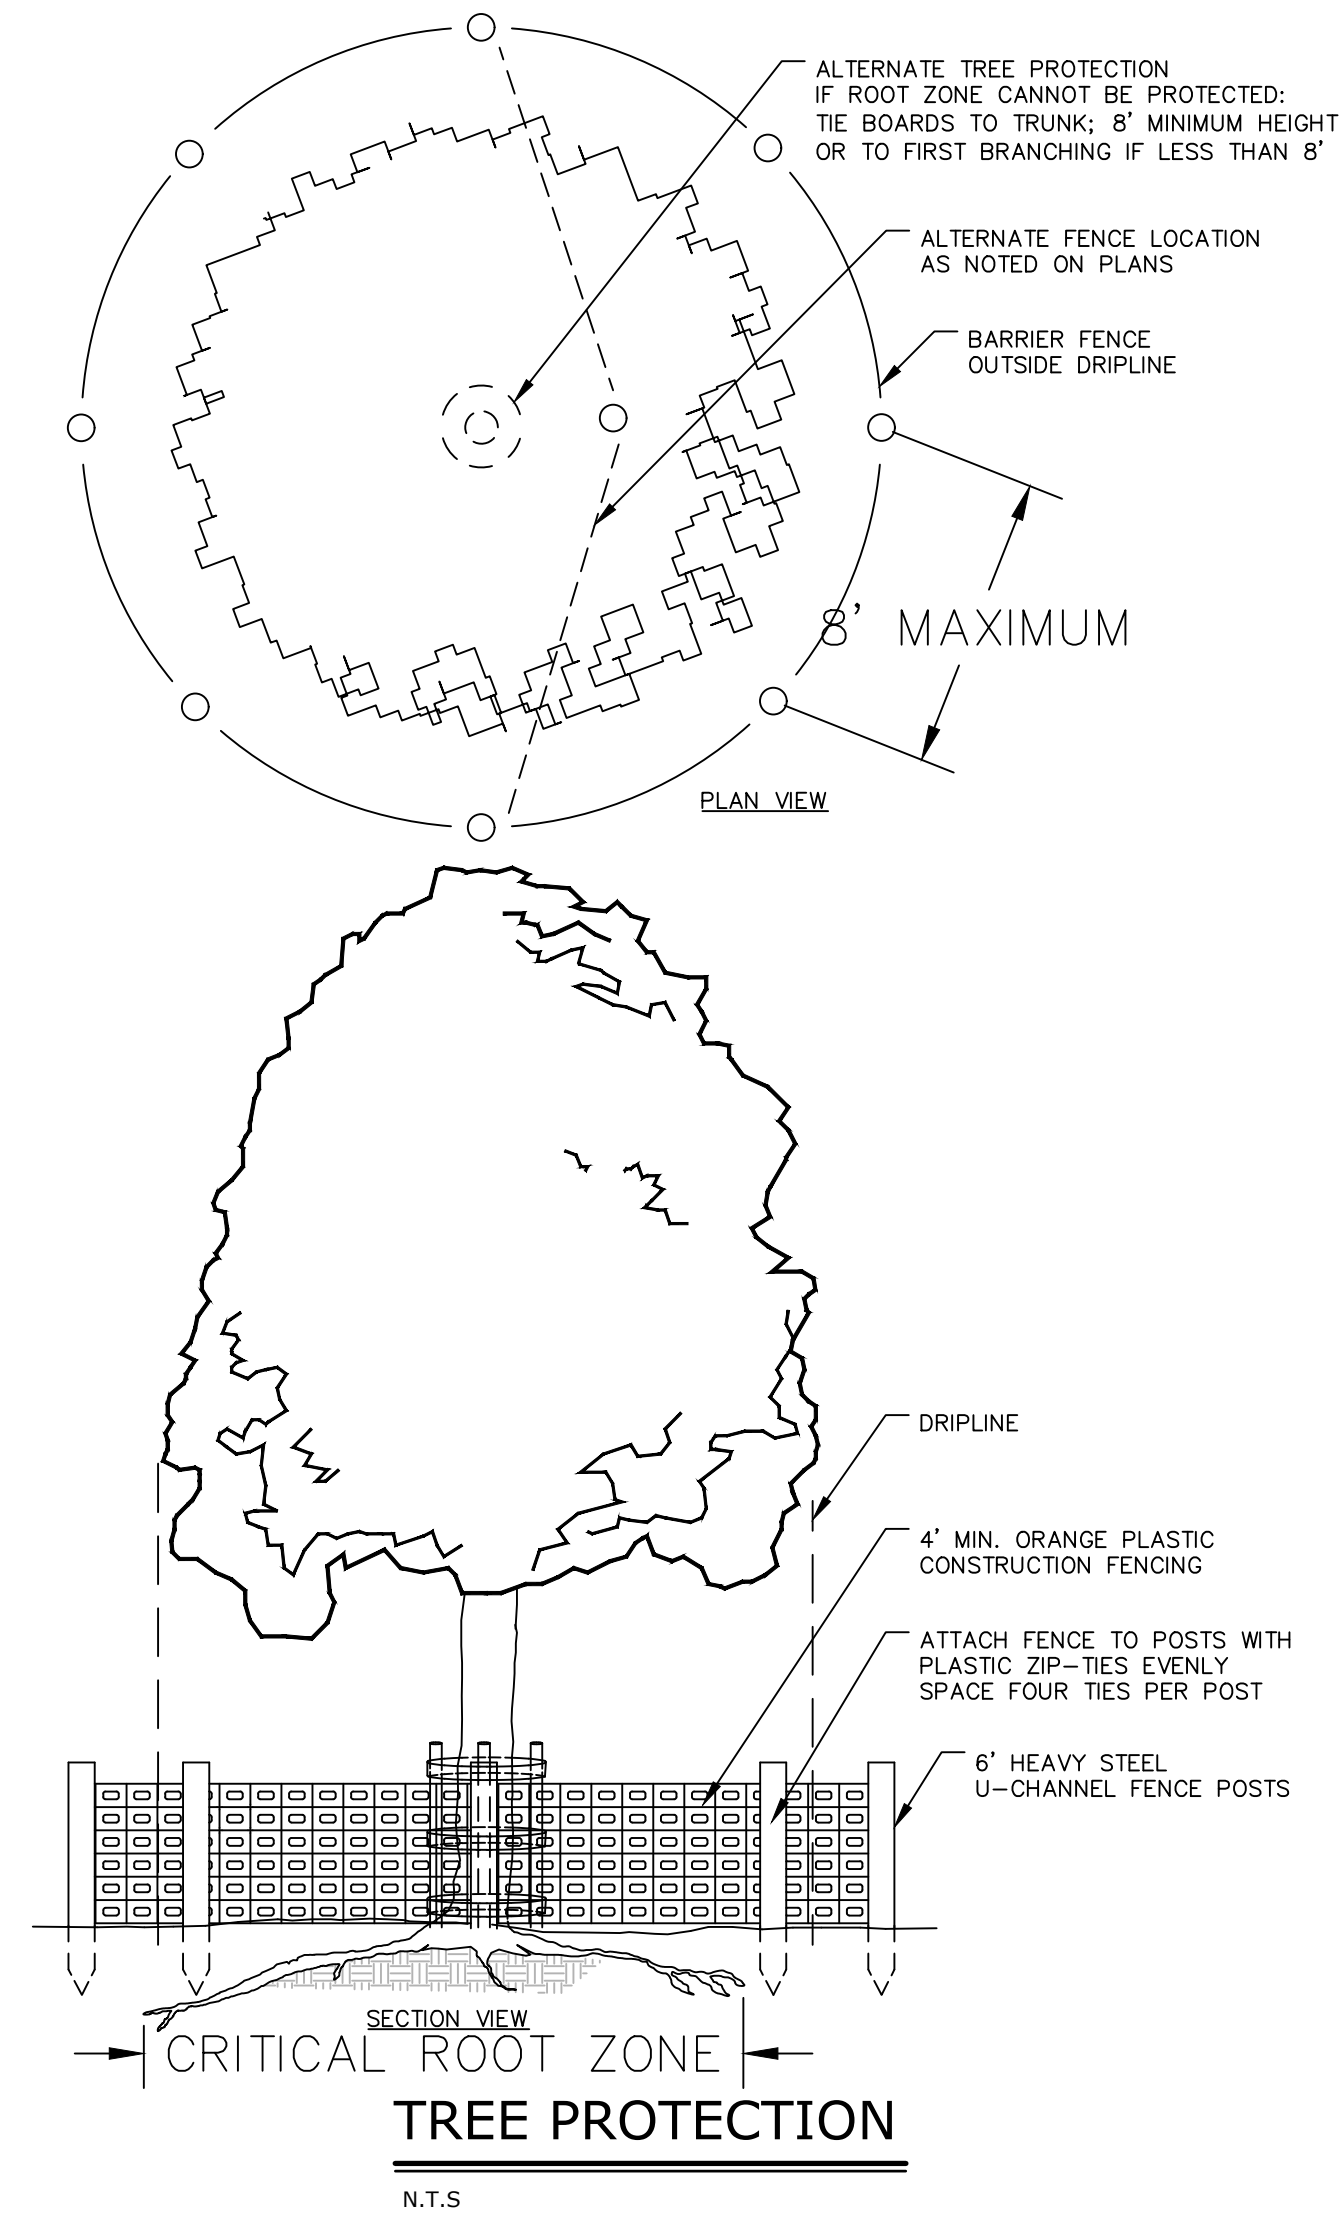 ALTERNATE TREE PROTECTION
IF ROOT ZONE CANNOT BE PROTECTED:
TIE BOARDS TO TRUNK; 8' MINIMUM HEIGHT
OR TO FIRST BRANCHING IF LESS THAN 8'
ALTERNATE FENCE LOCATION
AS NOTED ON PLANS
BARRIER FENCE
OUTSIDE DRIPLINE
8' MAXIMUM
PLAN VIEW
DRIPLINE
4' MIN. ORANGE PLASTIC
CONSTRUCTION FENCING
ATTACH FENCE TO POSTS WITH
PLASTIC ZIP-TIES EVENLY
SPACE FOUR TIES PER POST
6' HEAVY STEEL
U-CHANNEL FENCE POSTS
SECTION VIEW
CRITICAL ROOT ZONE
TREE PROTECTION
N.T.S